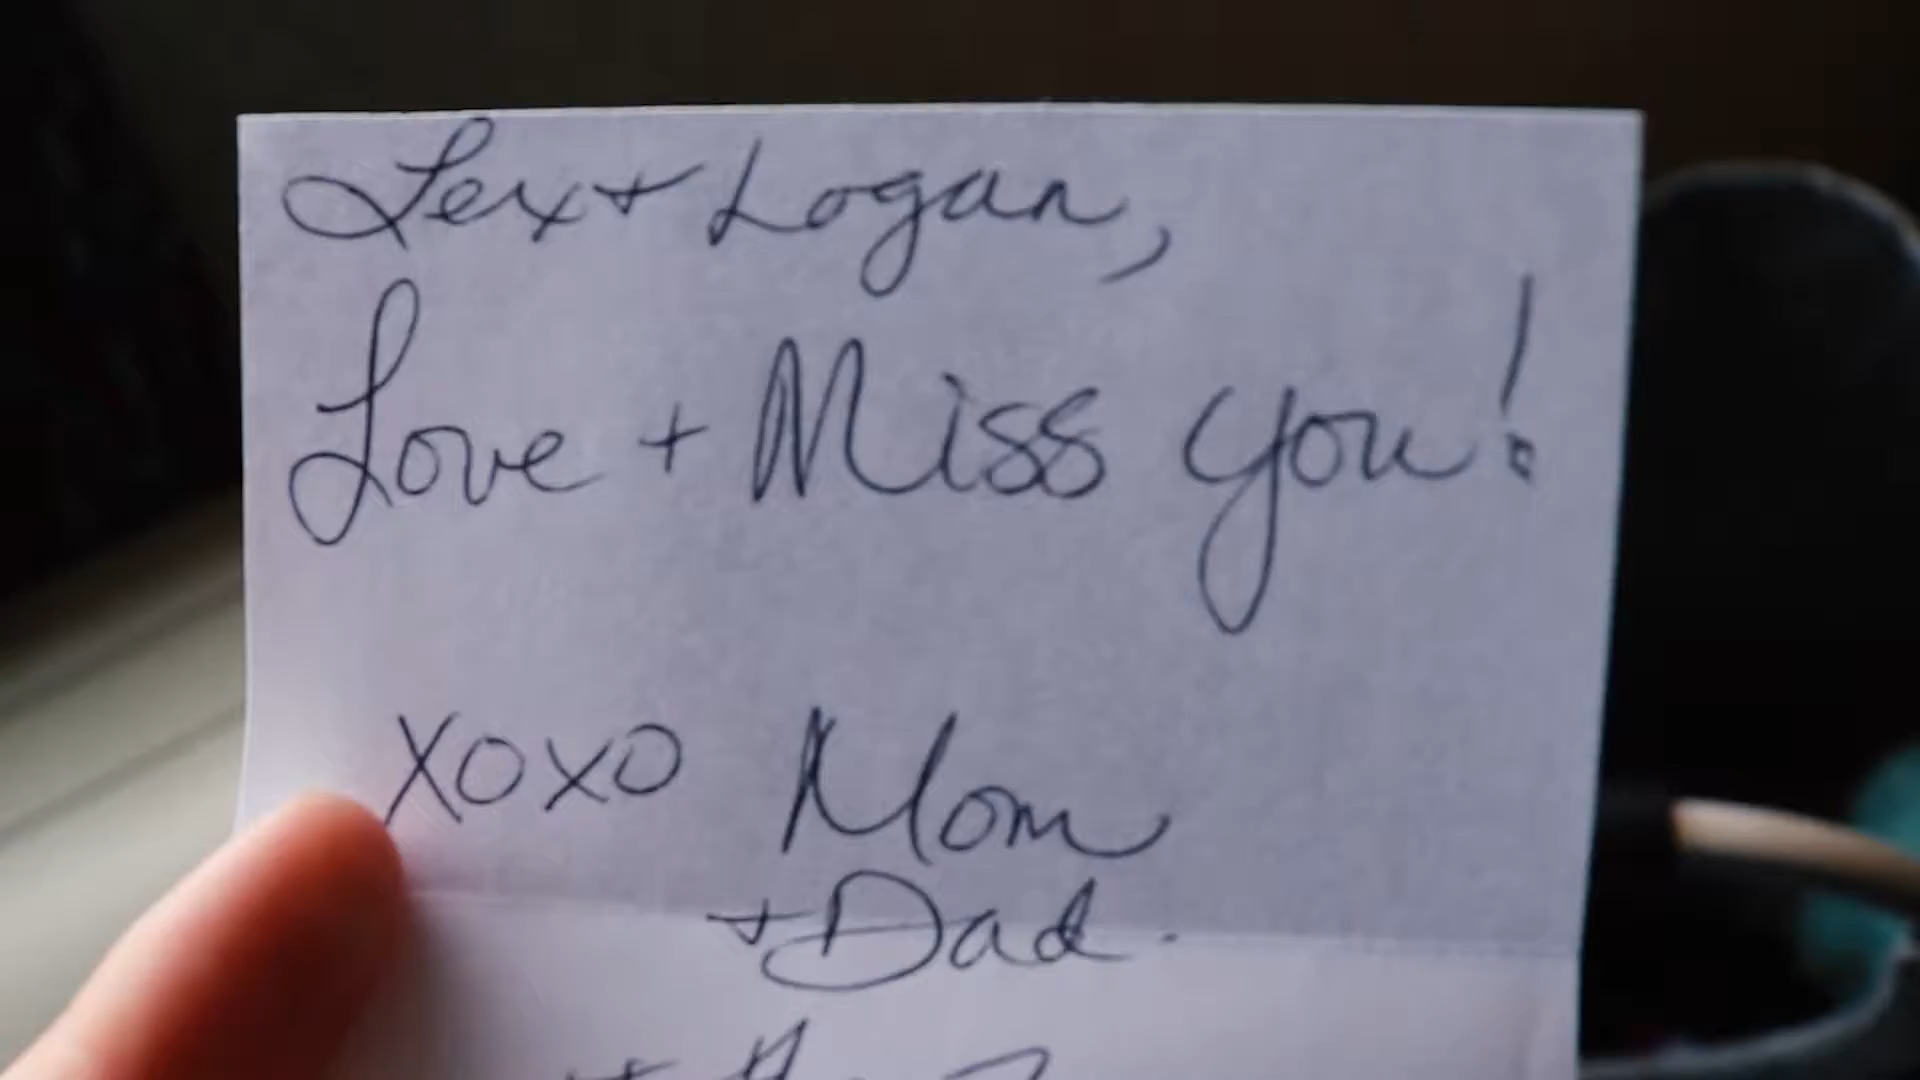 Lex + Logan,
Love + Miss you!
XOXO Mom
+ Dad.